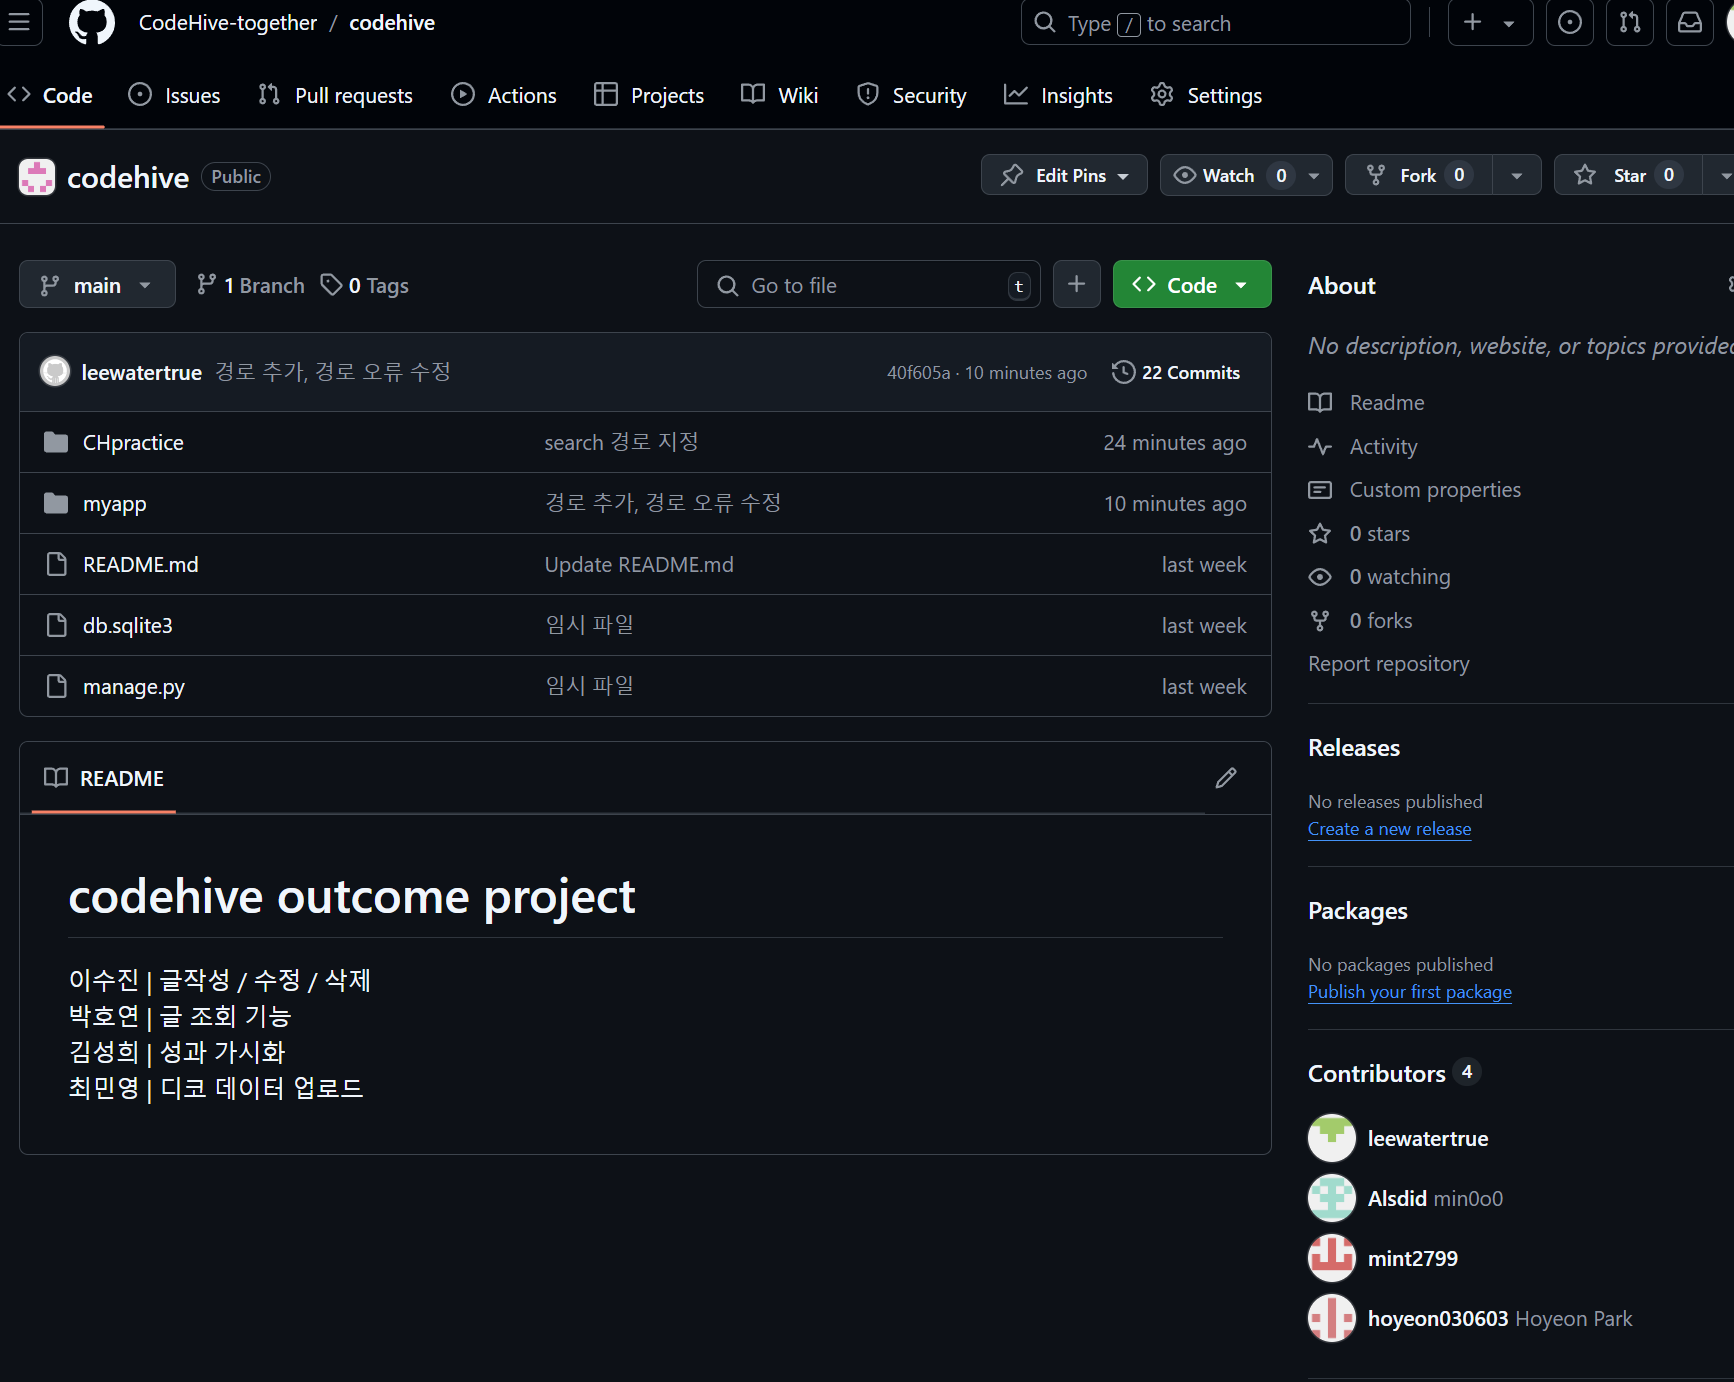 CodeHive-together / codehive
Type / to search
Code Issues Pull requests Actions Projects Wiki Security Insights Settings
codehive Public
Edit Pins Watch 0 Fork 0 Star 0
main 1 Branch 0 Tags
Go to file t
Code
leewatertrue 경로 추가, 경로 오류 수정 40f605a · 10 minutes ago 22 Commits
CHpractice search 경로 지정 24 minutes ago
myapp 경로 추가, 경로 오류 수정 10 minutes ago
README.md Update README.md last week
db.sqlite3 임시 파일 last week
manage.py 임시 파일 last week
README
codehive outcome project
이수진 | 글작성 / 수정 / 삭제
박호연 | 글 조회 기능
김성희 | 성과 가시화
최민영 | 디코 데이터 업로드
About
No description, website, or topics provided
Readme
Activity
Custom properties
0 stars
0 watching
0 forks
Report repository
Releases
No releases published
Create a new release
Packages
No packages published
Publish your first package
Contributors 4
leewatertrue
Alsdid min0o0
mint2799
hoyeon030603 Hoyeon Park